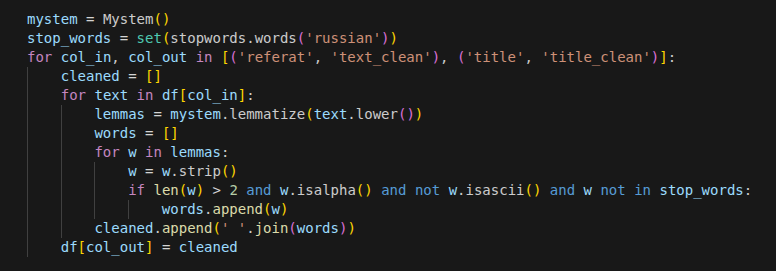 mystem = Mystem()
stop_words = set(stopwords.words('russian'))
for col_in, col_out in [('referat', 'text_clean'), ('title', 'title_clean')]:
    cleaned = []
    for text in df[col_in]:
        lemmas = mystem.lemmatize(text.lower())
        words = []
        for w in lemmas:
            w = w.strip()
            if len(w) > 2 and w.isalpha() and not w.isascii() and w not in stop_words:
                words.append(w)
        cleaned.append(' '.join(words))
    df[col_out] = cleaned